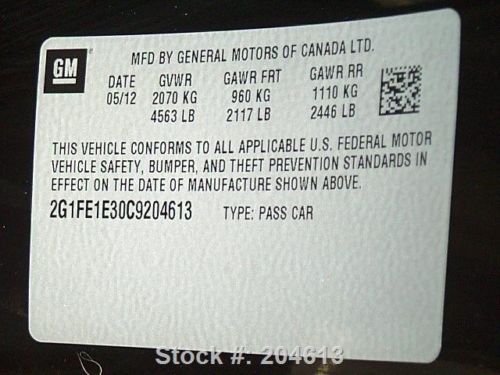 GM
MFD BY GENERAL MOTORS OF CANADA LTD.
DATE GVWR GAWR FRT GAWR RR
05/12 2070 KG 960 KG 1110 KG
4563 LB 2117 LB 2446 LB
THIS VEHICLE CONFORMS TO ALL APPLICABLE U.S. FEDERAL MOTOR
VEHICLE SAFETY, BUMPER, AND THEFT PREVENTION STANDARDS IN
EFFECT ON THE DATE OF MANUFACTURE SHOWN ABOVE.
2G1FE1E30C9204613 TYPE: PASS CAR
Stock #: 204613